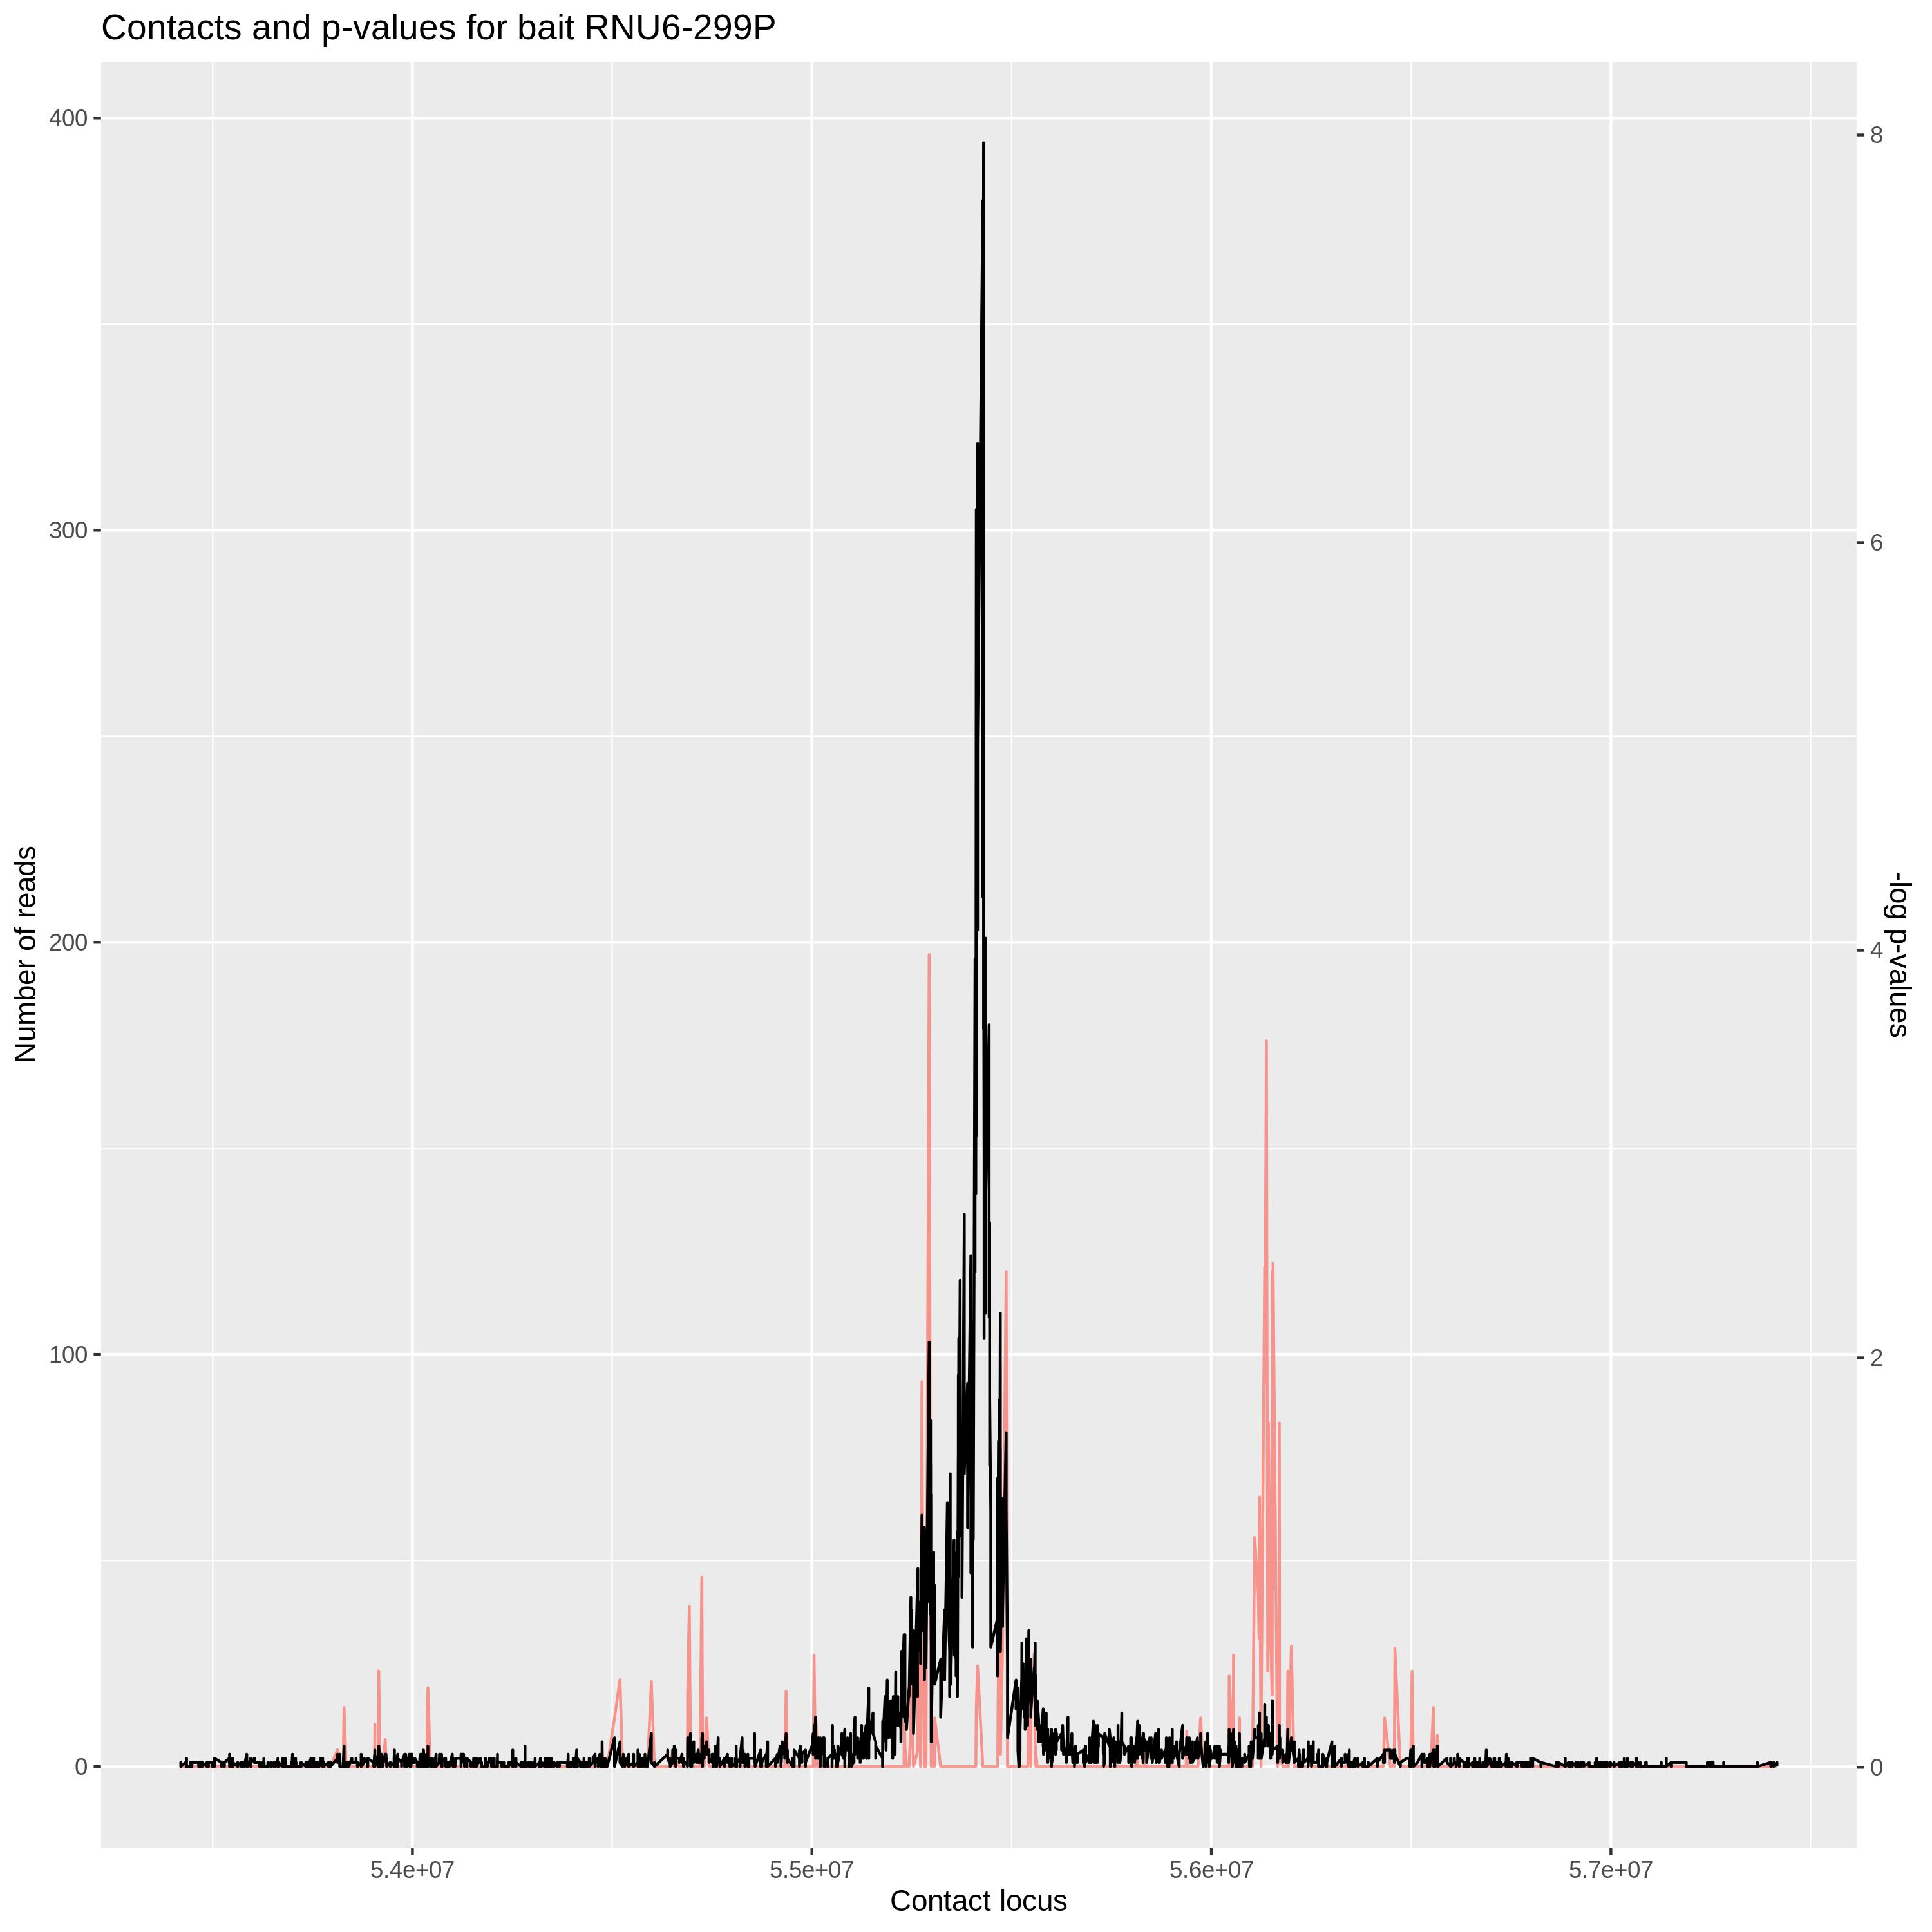 Contacts and p-values for bait RNU6-299P
400
300
200
100
0
Number of reads
8
6
4
2
0
-log p-values
5.4e+07
5.5e+07
5.6e+07
5.7e+07
Contact locus